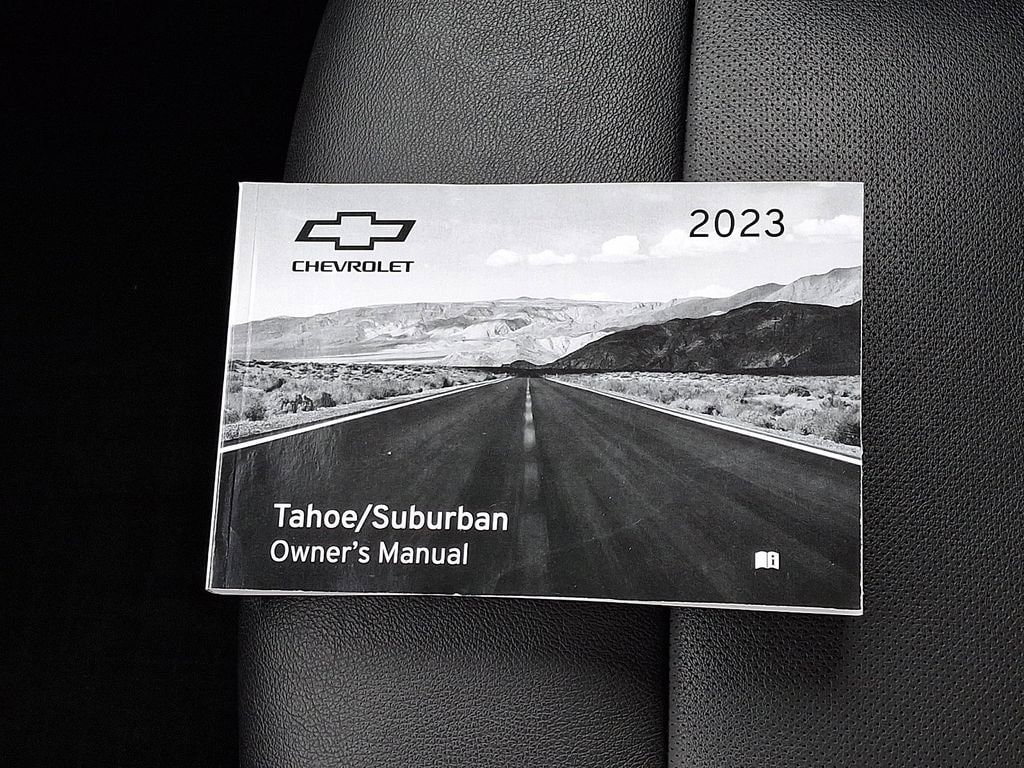 CHEVROLET
2023
Tahoe/Suburban
Owner's Manual
i